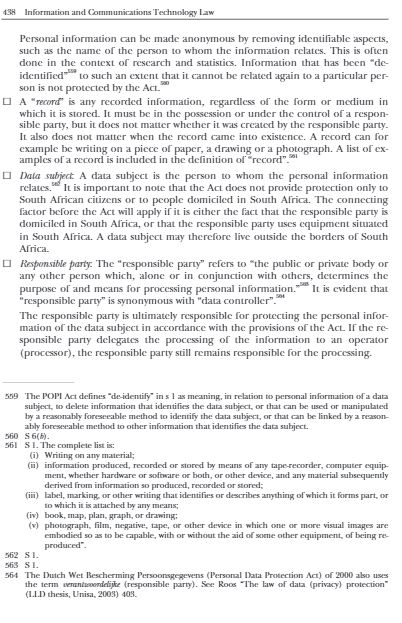 438 Information and Communications Technology Law
Personal information can be made anonymous by removing identifiable aspects,
such as the name of the person to whom the information relates. This is often
done in the context of research and statistics. Information that has been “de-
identified”559 to such an extent that it cannot be related again to a particular per-
son is not protected by the Act.560
☐ A “record” is any recorded information, regardless of the form or medium in
which it is stored. It must be in the possession or under the control of a respon-
sible party, but it does not matter whether it was created by the responsible party.
It also does not matter when the record came into existence. A record can for
example be writing on a piece of paper, a drawing or a photograph. A list of ex-
amples of a record is included in the definition of “record”.561
☐ Data subject: A data subject is the person to whom the personal information
relates.562 It is important to note that the Act does not provide protection only to
South African citizens or to people domiciled in South Africa. The connecting
factor before the Act will apply if it is either the fact that the responsible party is
domiciled in South Africa, or that the responsible party uses equipment situated
in South Africa. A data subject may therefore live outside the borders of South
Africa.
☐ Responsible party: The “responsible party” refers to “the public or private body or
any other person which, alone or in conjunction with others, determines the
purpose of and means for processing personal information.”563 It is evident that
“responsible party” is synonymous with “data controller”.564
The responsible party is ultimately responsible for protecting the personal infor-
mation of the data subject in accordance with the provisions of the Act. If the re-
sponsible party delegates the processing of the information to an operator
(processor), the responsible party still remains responsible for the processing.
559 The POPI Act defines “de-identify” in s 1 as meaning, in relation to personal information of a data
subject, to delete information that identifies the data subject, or that can be used or manipulated
by a reasonably foreseeable method to identify the data subject, or that can be linked by a reason-
ably foreseeable method to other information that identifies the data subject.
560 S 6(b).
561 S 1. The complete list is:
(i) Writing on any material;
(ii) information produced, recorded or stored by means of any tape-recorder, computer equip-
ment, whether hardware or software or both, or other device, and any material subsequently
derived from information so produced, recorded or stored;
(iii) label, marking, or other writing that identifies or describes anything of which it forms part, or
to which it is attached by any means;
(iv) book, map, plan, graph, or drawing;
(v) photograph, film, negative, tape, or other device in which one or more visual images are
embodied so as to be capable, with or without the aid of some other equipment, of being re-
produced”.
562 S 1.
563 S 1.
564 The Dutch Wet Bescherming Persoonsgegevens (Personal Data Protection Act) of 2000 also uses
the term verantwoordelijke (responsible party). See Roos “The law of data (privacy) protection”
(LLD thesis, Unisa, 2003) 403.